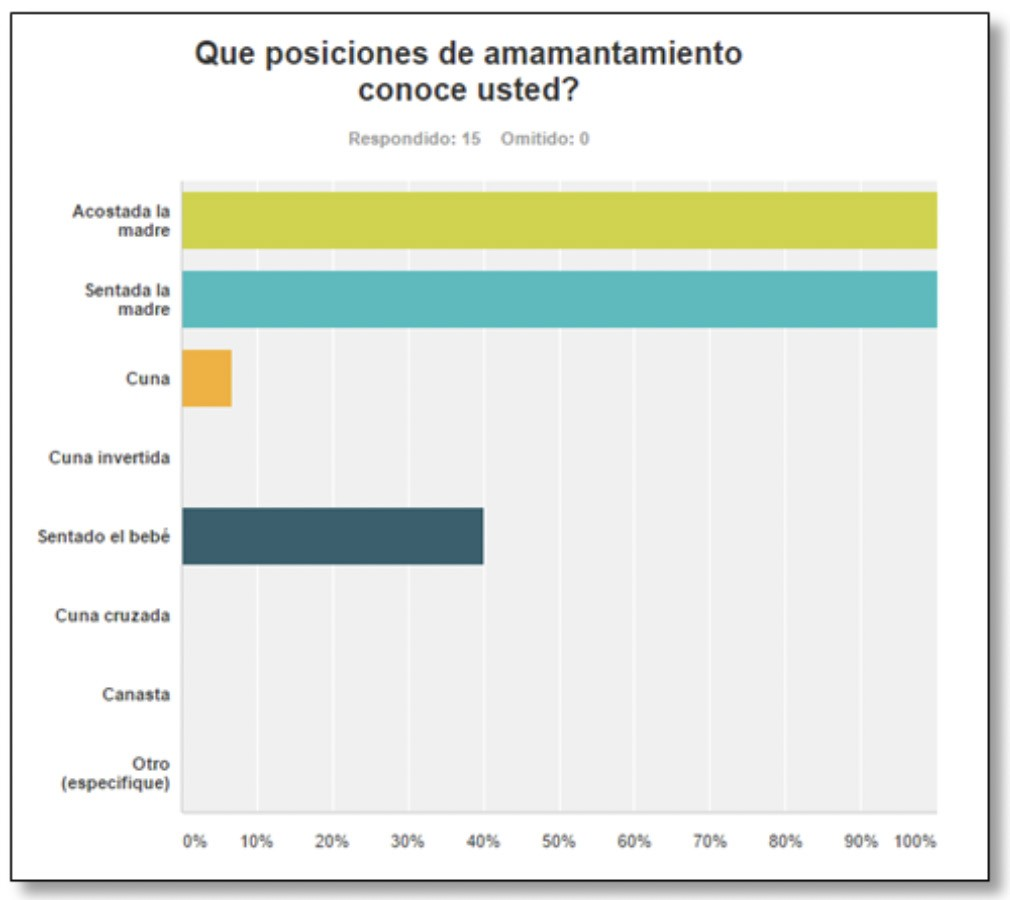 Que posiciones de amamantamiento
conoce usted?
Respondido: 15 Omitido: 0
Acostada la
madre
Sentada la
madre
Cuna
Cuna invertida
Sentado el bebé
Cuna cruzada
Canasta
Otro
(especifique)
0% 10% 20% 30% 40% 50% 60% 70% 80% 90% 100%